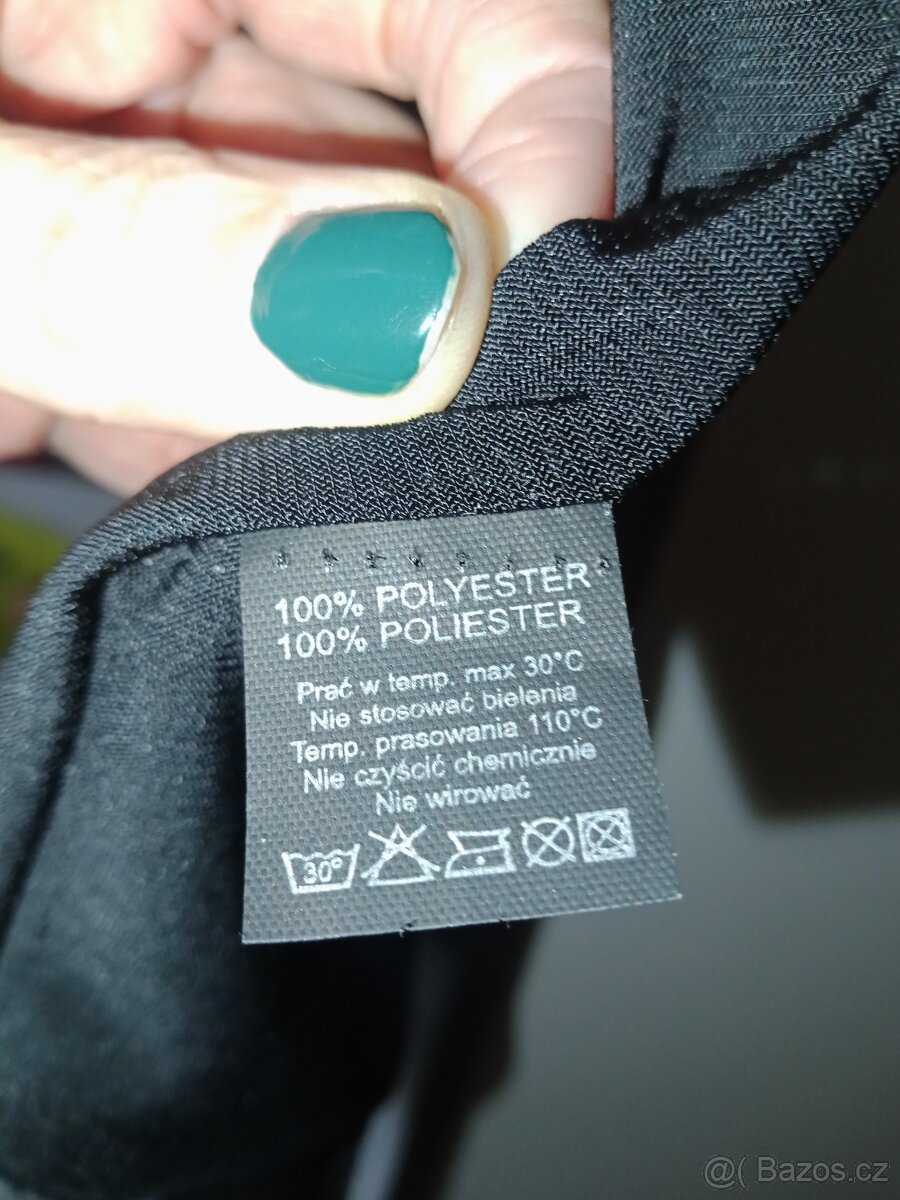 100% POLYESTER
100% POLIESTER
Prać w temp. max 30°C
Nie stosować bielenia
Temp. prasowania 110°C
Nie czyścić chemicznie
Nie wirować
30°
@( Bazos.cz